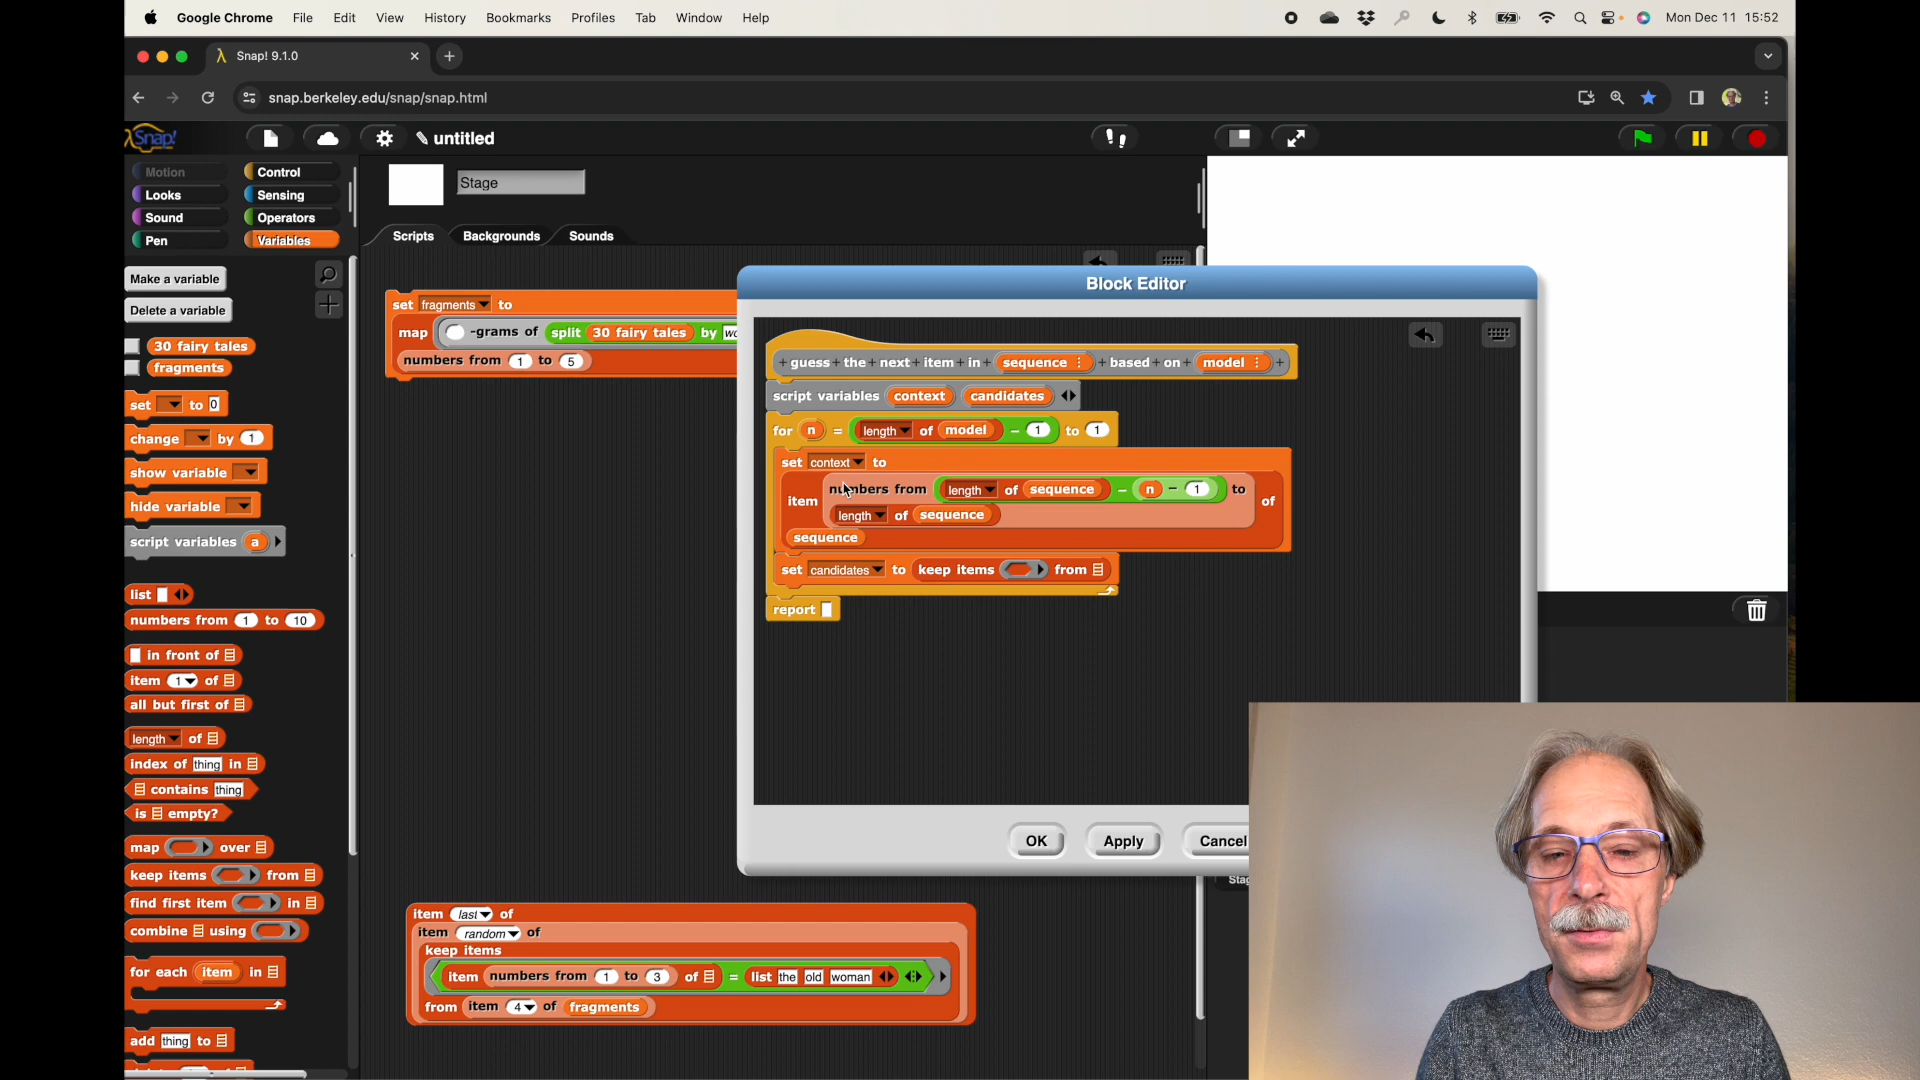 Google Chrome File Edit View History Bookmarks Profiles Tab Window Help Mon Dec 11 15:52
Snap! 9.1.0
snap.berkeley.edu/snap/snap.html
Snap! untitled
Motion Control
Looks Sensing
Sound Operators
Pen Variables
Stage
Scripts Backgrounds Sounds
Make a variable
Delete a variable
30 fairy tales
fragments
set to 0
change by 1
show variable
hide variable
script variables a
list
numbers from 1 to 10
in front of
item 1 of
all but first of
length of
index of thing in
contains thing
is empty?
map over
keep items from
find first item in
combine using
for each item in
add thing to
set fragments to
map -grams of split 30 fairy tales by
numbers from 1 to 5
Block Editor
+ guess + the + next + item + in + sequence + based + on + model +
script variables context candidates
for n = length of model - 1 to 1
set context to
item numbers from length of sequence - n - 1 to
length of sequence
of
sequence
set candidates to keep items from
report
OK Apply Cancel
item last of
item random of
keep items
item numbers from 1 to 3 of = list the old woman
from item 4 of fragments